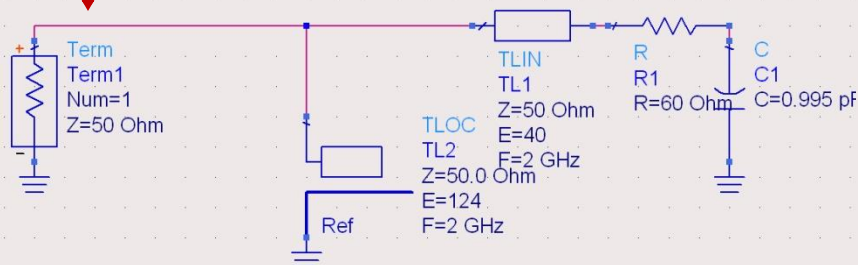 +
Term
Term1
Num=1
Z=50 Ohm
-
TLOC
TL2
Z=50.0 Ohm
E=124
F=2 GHz
Ref
TLIN
TL1
Z=50 Ohm
E=40
F=2 GHz
R
R1
R=60 Ohm
C
C1
C=0.995 pF